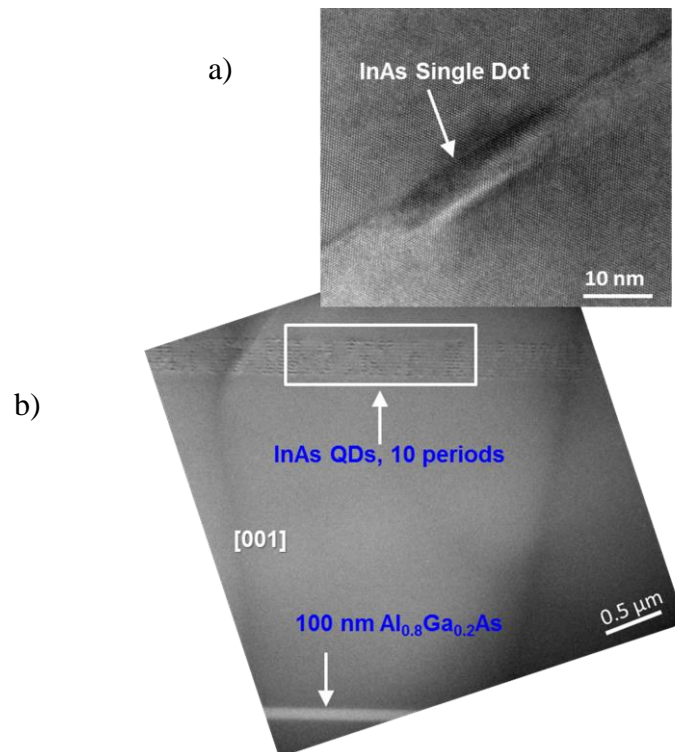 a)
InAs Single Dot
10 nm
b)
InAs QDs, 10 periods
[001]
0.5 µm
100 nm Al₀.₈Ga₀.₂As